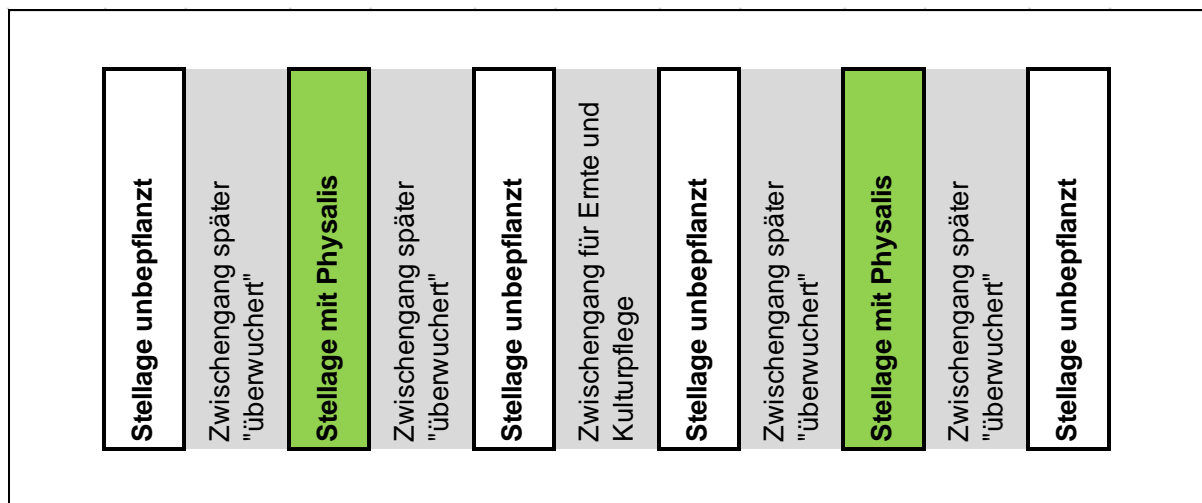 Stellage unbepflanzt
Zwischengang später
"überwuchert"
Stellage mit Physalis
Zwischengang später
"überwuchert"
Stellage unbepflanzt
Zwischengang für Ernte und
Kulturpflege
Stellage unbepflanzt
Zwischengang später
"überwuchert"
Stellage mit Physalis
Zwischengang später
"überwuchert"
Stellage unbepflanzt